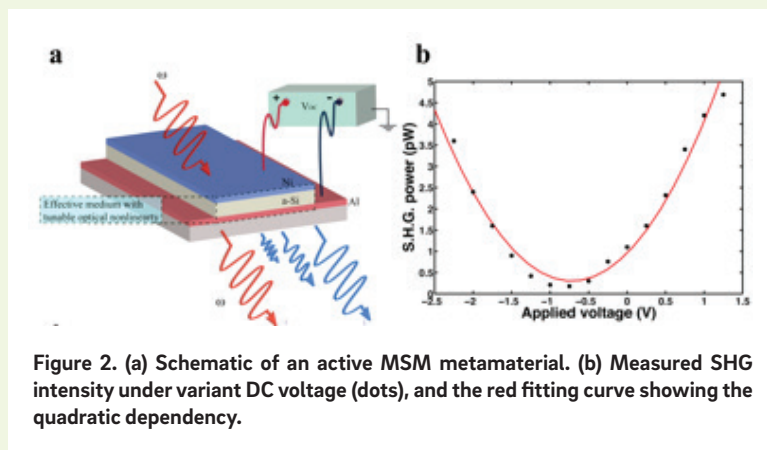 a
b
ω
+
-
V_DC
Ni
n-Si
Al
Effective medium with
tunable optical nonlinearity
ω
S.H.G. power (pW)
5
4.5
4
3.5
3
2.5
2
1.5
1
0.5
0
-2.5
-2
-1.5
-1
-0.5
0
0.5
1
1.5
Applied voltage (V)
Figure 2. (a) Schematic of an active MSM metamaterial. (b) Measured SHG
intensity under variant DC voltage (dots), and the red fitting curve showing the
quadratic dependency.